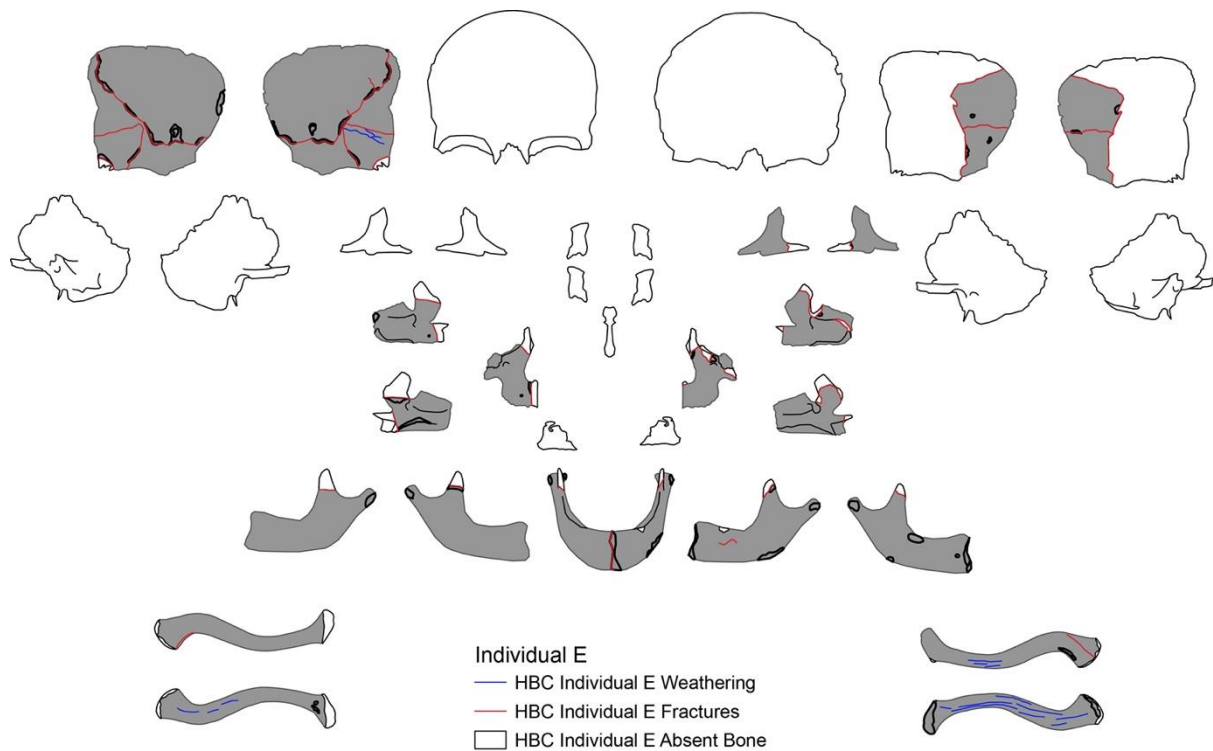 Individual E
HBC Individual E Weathering
HBC Individual E Fractures
HBC Individual E Absent Bone